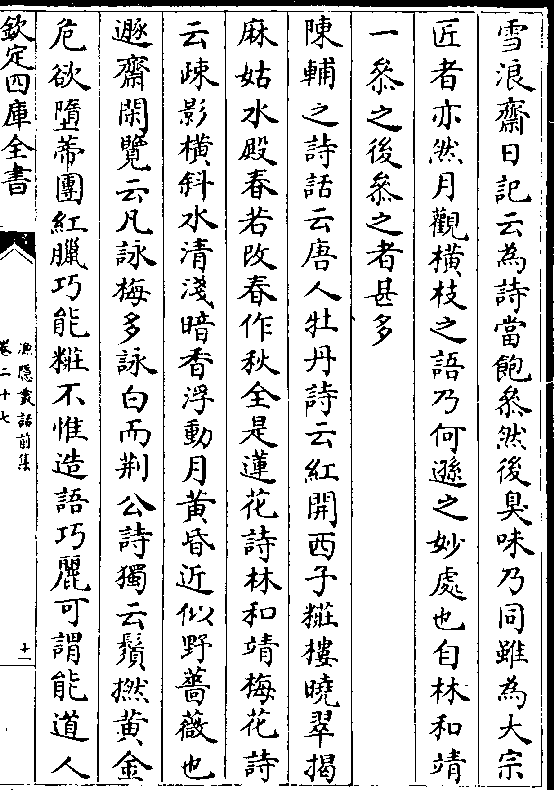 雪浪齋日記云為詩當飽叅然後臭味乃同雖為大宗
匠者亦然月觀橫枝之語乃何遜之妙處也自林和靖
一叅之後叅之者甚多
陳輔之詩話云唐人牡丹詩云紅開西子糚樓曉翠揭
麻姑水殿春若改春作秋全是蓮花詩林和靖梅花詩
云疎影橫斜水清淺暗香浮動月黃昏近似野薔薇也
遯齋閑覽云凡詠梅多詠白而荆公詩獨云鬚撚黃金
危欲墮蒂團紅臘巧能糚不惟造語巧麗可謂能道人
欽定四庫全書
漁隱叢話前集
卷二十七
十一